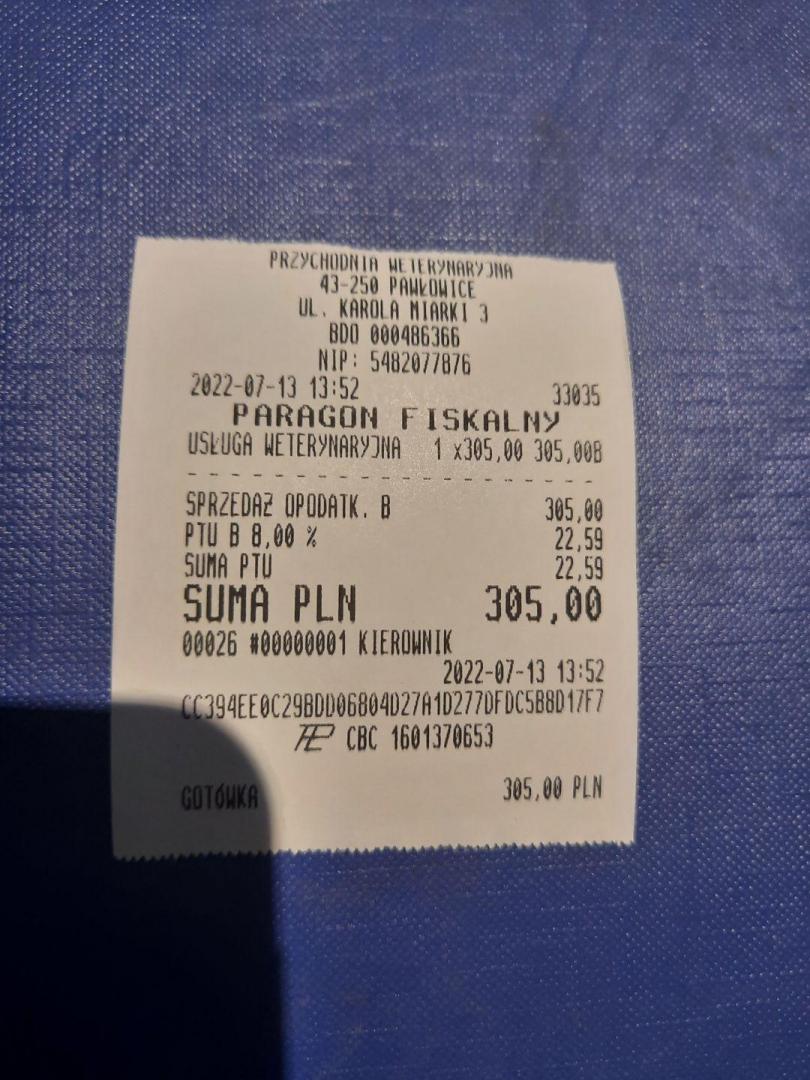 PRZYCHODNIA WETERYNARYJNA
43-250 PAWŁOWICE
UL. KAROLA MIARKI 3
BDO 000486366
NIP: 5482077876
2022-07-13 13:52 33035
PARAGON FISKALNY
USŁUGA WETERYNARYJNA 1 x305,00 305,00B
- - - - - - - - - - - - - - - - - - - - -
SPRZEDAŻ OPODATK. B 305,00
PTU B 8,00 % 22,59
SUMA PTU 22,59
SUMA PLN 305,00
00026 #00000001 KIEROWNIK
2022-07-13 13:52
CC394EE0C29BDD06804D27A1D277DFDC5B8D17F7
CBC 1601370653
GOTÓWKA 305,00 PLN